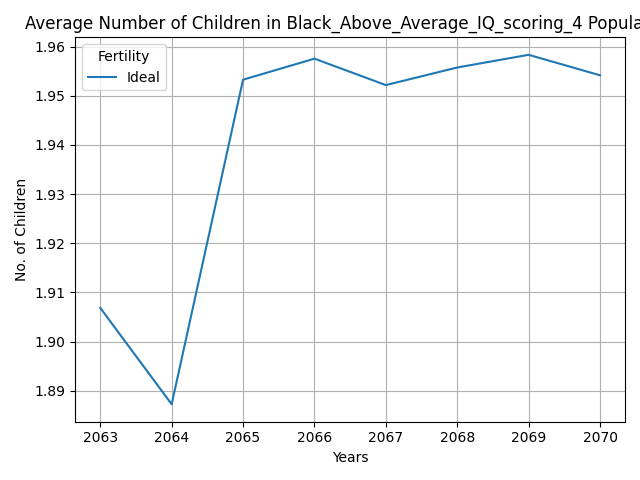 Average Number of Children in Black_Above_Average_IQ_scoring_4 Popula
1.96
Fertility
Ideal
1.95
1.94
1.93
1.92
1.91
1.90
1.89
No. of Children
2063 2064 2065 2066 2067 2068 2069 2070
Years